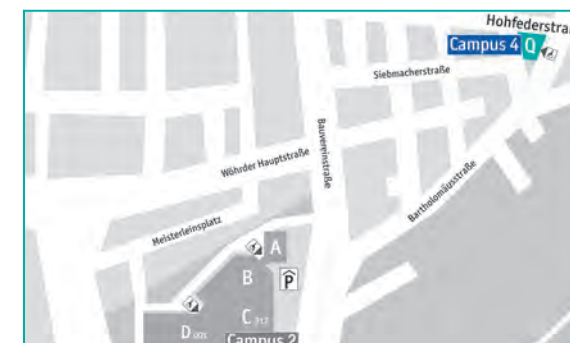 Hohfederstra
Campus 4 Q
Siebmacherstraße
Bauvereinstraße
Wöhrder Hauptstraße
Bartholomäusstraße
Meisterleinsplatz
A
B
P
C
D
Campus 2